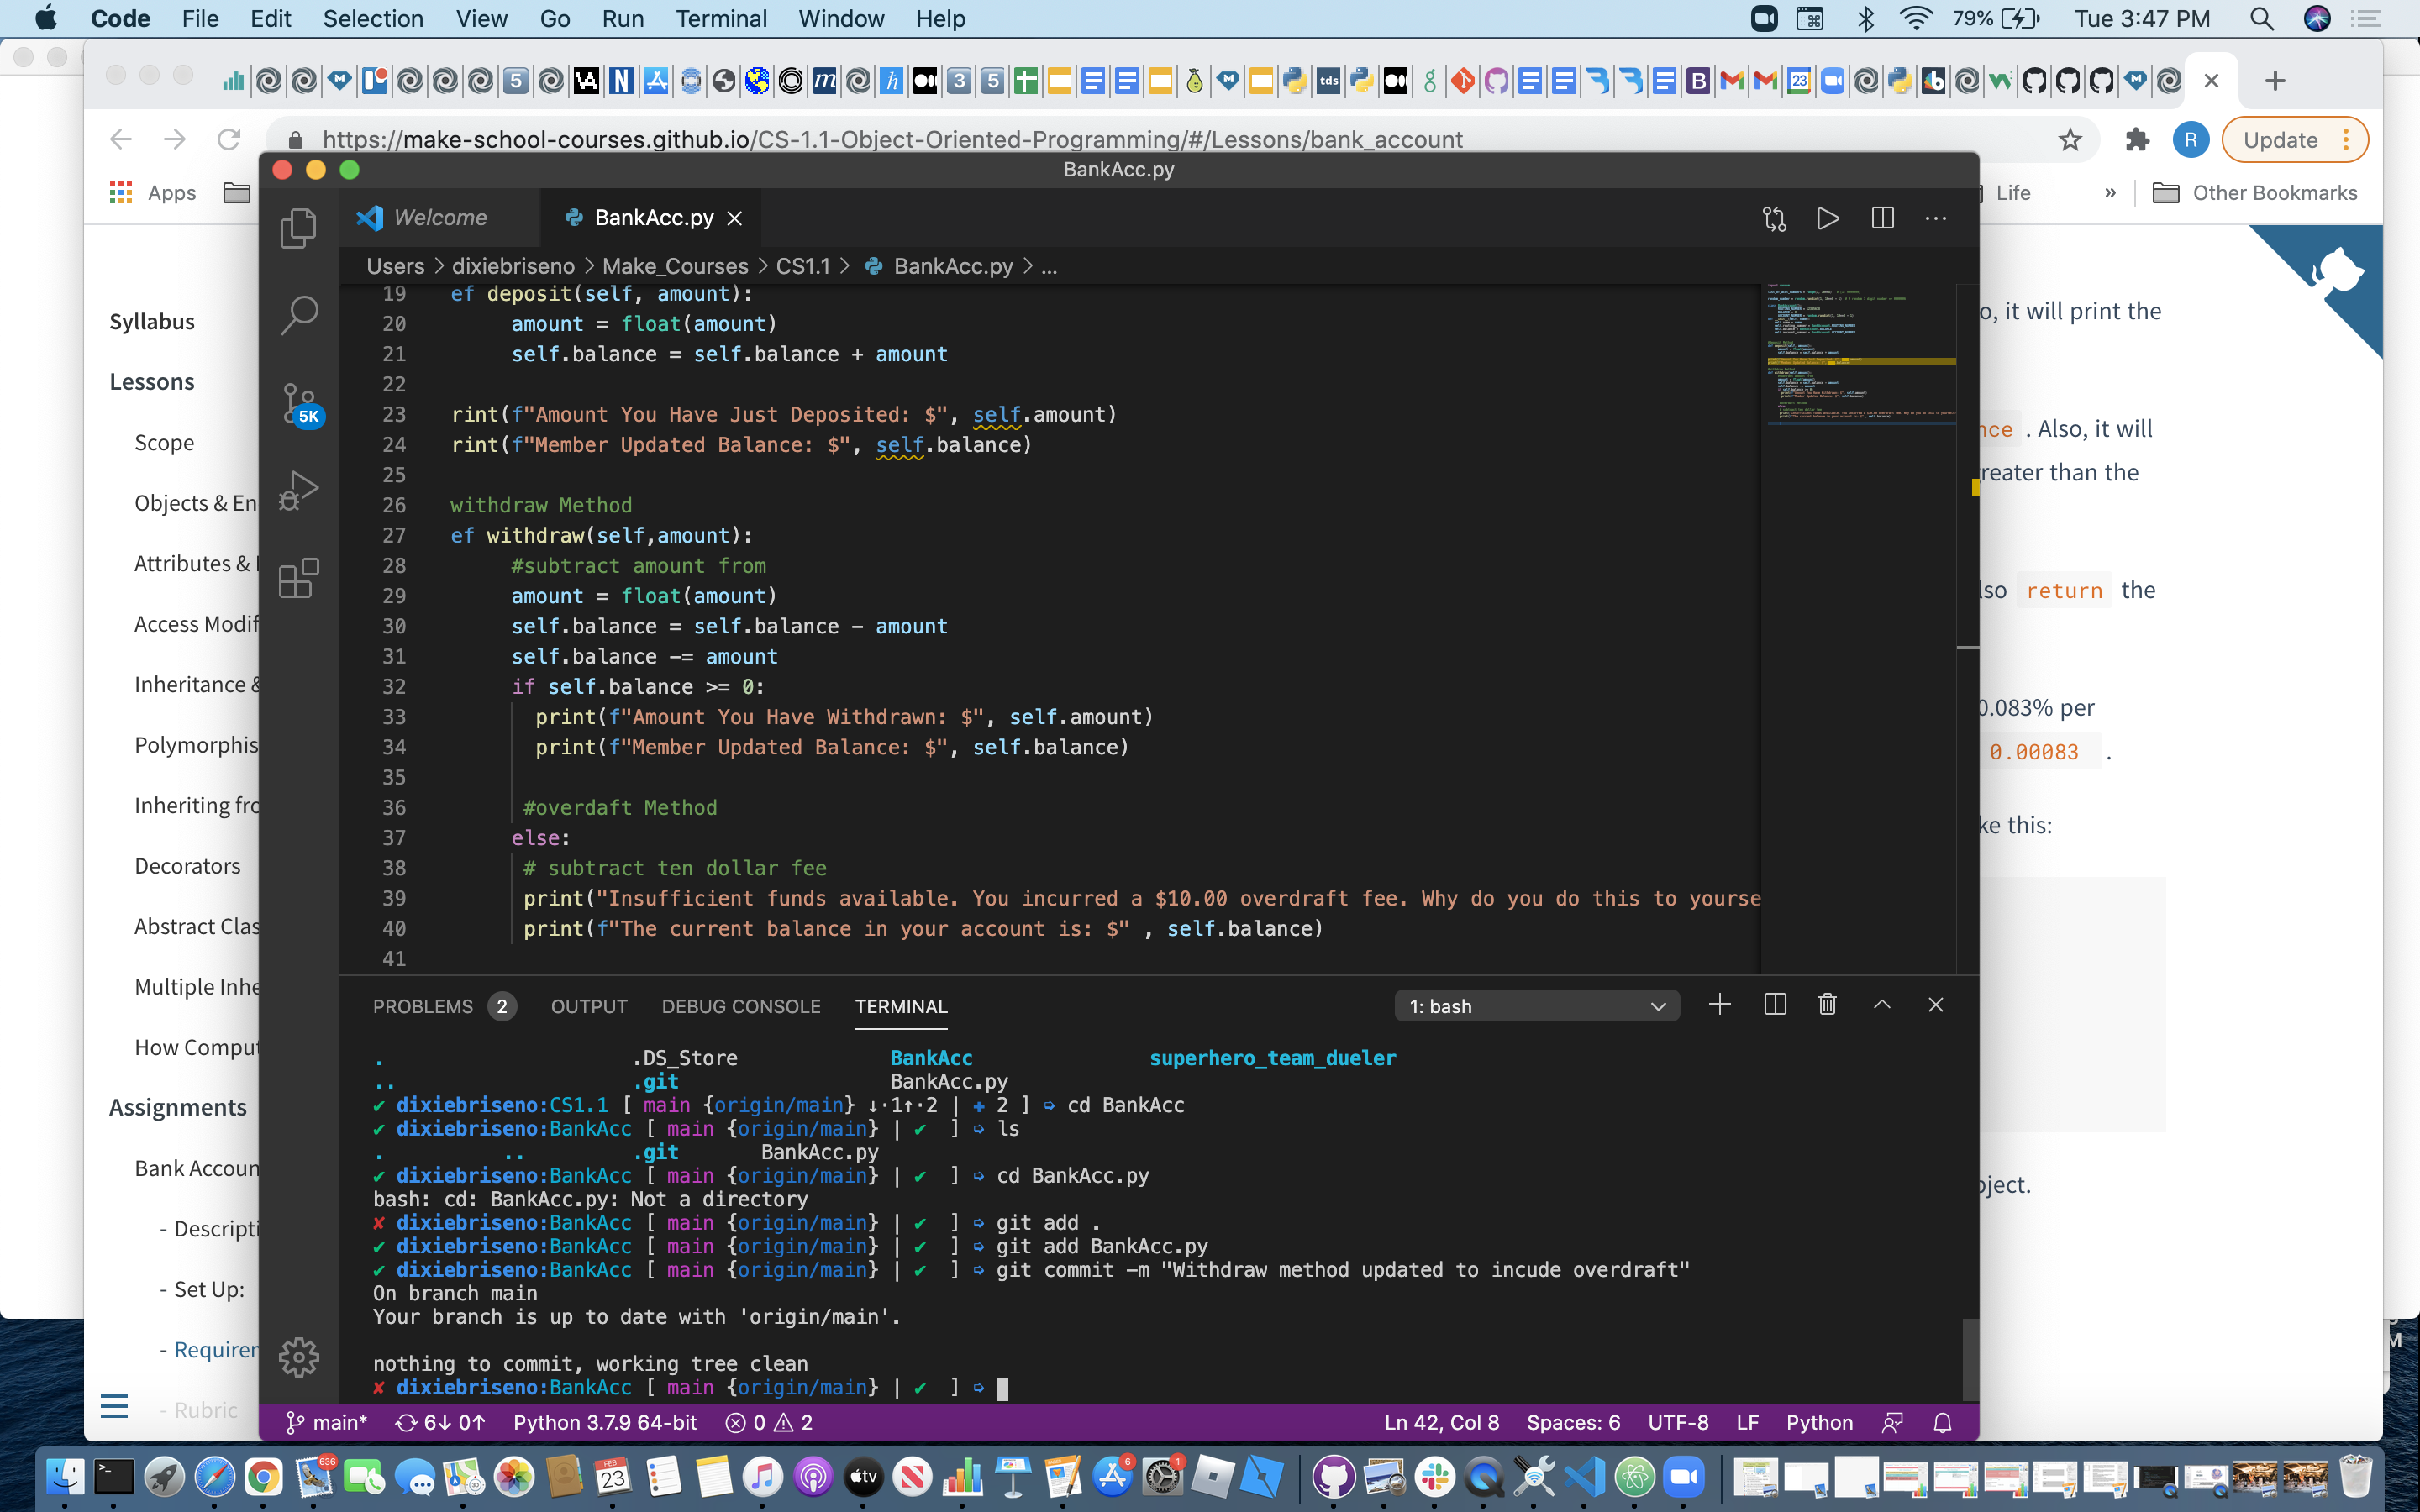 Code File Edit Selection View Go Run Terminal Window Help 79% Tue 3:47 PM
https://make-school-courses.github.io/CS-1.1-Object-Oriented-Programming/#/Lessons/bank_account
R
Update
Apps
Life » Other Bookmarks
BankAcc.py
Welcome BankAcc.py
Users > dixiebriseno > Make_Courses > CS1.1 > BankAcc.py > ...
Syllabus
Lessons
Scope
Objects & En
Attributes &
Access Modif
Inheritance &
Polymorphis
Inheriting fro
Decorators
Abstract Clas
Multiple Inhe
How Comput
Assignments
Bank Accoun
- Descripti
- Set Up:
- Requirer
- Rubric
5K
19 ef deposit(self, amount):
20 amount = float(amount)
21 self.balance = self.balance + amount
22
23 rint(f"Amount You Have Just Deposited: $", self.amount)
24 rint(f"Member Updated Balance: $", self.balance)
25
26 withdraw Method
27 ef withdraw(self,amount):
28 #subtract amount from
29 amount = float(amount)
30 self.balance = self.balance - amount
31 self.balance -= amount
32 if self.balance >= 0:
33 print(f"Amount You Have Withdrawn: $", self.amount)
34 print(f"Member Updated Balance: $", self.balance)
35
36 #overdaft Method
37 else:
38 # subtract ten dollar fee
39 print("Insufficient funds available. You incurred a $10.00 overdraft fee. Why do you do this to yourse
40 print(f"The current balance in your account is: $" , self.balance)
41
o, it will print the
nce . Also, it will
reater than the
lso return the
0.083% per
0.00083 .
ke this:
oject.
PROBLEMS 2 OUTPUT DEBUG CONSOLE TERMINAL 1: bash
. .DS_Store BankAcc superhero_team_dueler
.. .git BankAcc.py
✔ dixiebriseno:CS1.1 [ main {origin/main} ↓·1↑·2 | ✚ 2 ] ➭ cd BankAcc
✔ dixiebriseno:BankAcc [ main {origin/main} | ✔ ] ➭ ls
. .. .git BankAcc.py
✔ dixiebriseno:BankAcc [ main {origin/main} | ✔ ] ➭ cd BankAcc.py
bash: cd: BankAcc.py: Not a directory
✘ dixiebriseno:BankAcc [ main {origin/main} | ✔ ] ➭ git add .
✔ dixiebriseno:BankAcc [ main {origin/main} | ✔ ] ➭ git add BankAcc.py
✔ dixiebriseno:BankAcc [ main {origin/main} | ✔ ] ➭ git commit -m "Withdraw method updated to incude overdraft"
On branch main
Your branch is up to date with 'origin/main'.
nothing to commit, working tree clean
✘ dixiebriseno:BankAcc [ main {origin/main} | ✔ ] ➭
main* 6↓ 0↑ Python 3.7.9 64-bit 0 2 Ln 42, Col 8 Spaces: 6 UTF-8 LF Python
636 FEB 23 tv 6 1